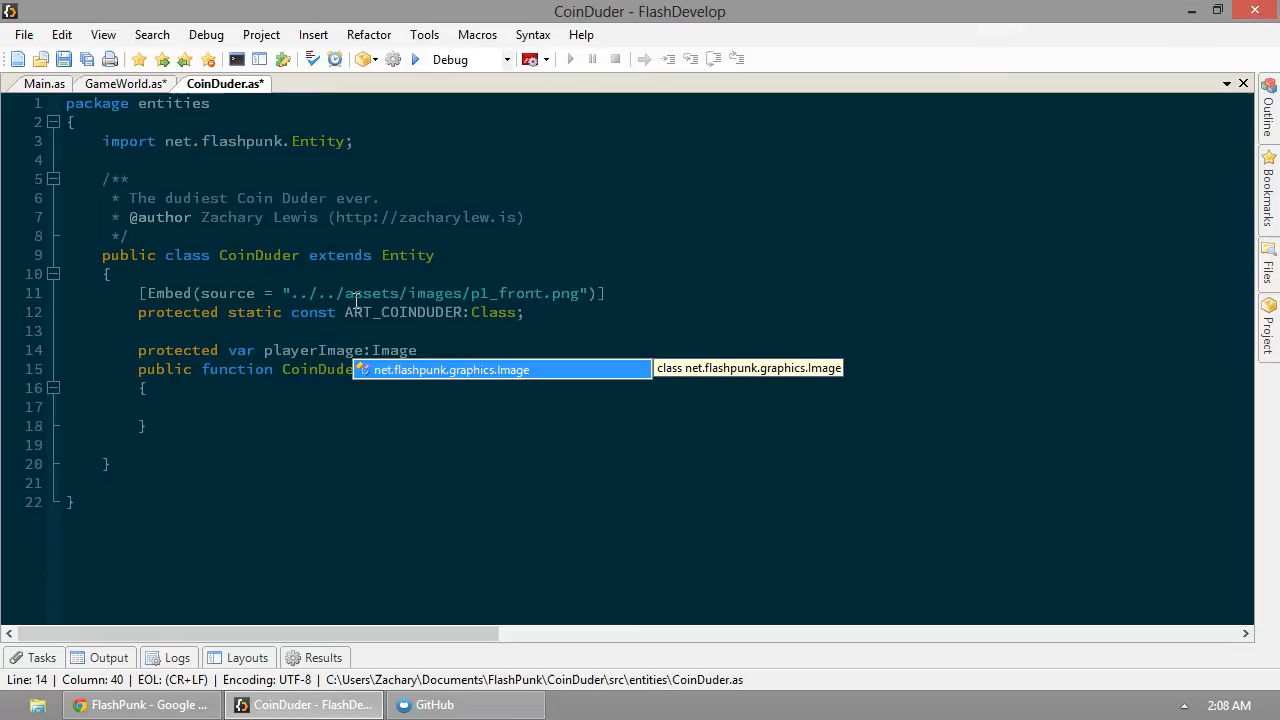 CoinDuder - FlashDevelop
File Edit View Search Debug Project Insert Refactor Tools Macros Syntax Help
Debug
Main.as GameWorld.as* CoinDuder.as*
1 package entities
2 {
3 import net.flashpunk.Entity;
4
5 /**
6 * The dudiest Coin Duder ever.
7 * @author Zachary Lewis (http://zacharylew.is)
8 */
9 public class CoinDuder extends Entity
10 {
11 [Embed(source = "../../assets/images/p1_front.png")]
12 protected static const ART_COINDUDER:Class;
13
14 protected var playerImage:Image
15 public function CoinDude
net.flashpunk.graphics.Image class net.flashpunk.graphics.Image
16 {
17
18 }
19
20 }
21
22 }
Outline
Bookmarks
Files
Project
Tasks Output Logs Layouts Results
Line: 14 Column: 40 EOL: (CR+LF) Encoding: UTF-8 C:\Users\Zachary\Documents\FlashPunk\CoinDuder\src\entities\CoinDuder.as
FlashPunk - Google ... CoinDuder - FlashDe... GitHub 2:08 AM